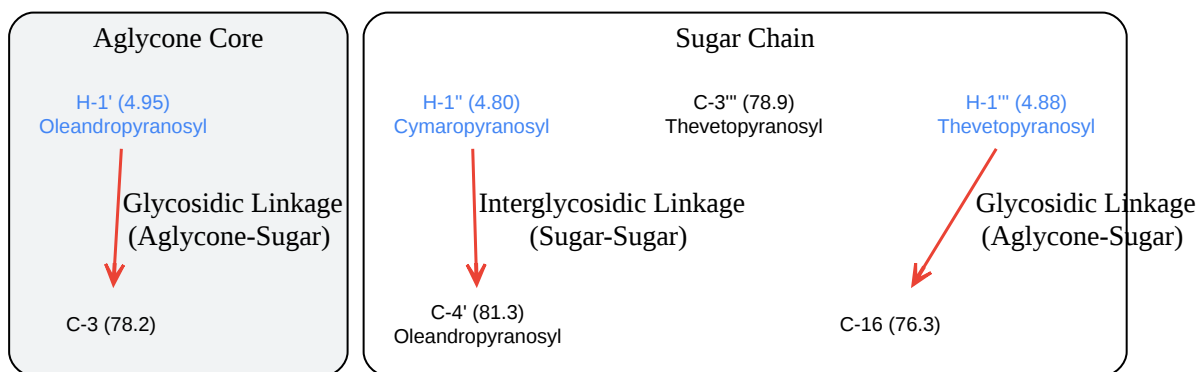 Aglycone Core
H-1' (4.95)
Oleandropyranosyl
Glycosidic Linkage
(Aglycone-Sugar)
C-3 (78.2)
Sugar Chain
H-1" (4.80)
Cymaropyranosyl
C-3'" (78.9)
Thevetopyranosyl
H-1'" (4.88)
Thevetopyranosyl
Interglycosidic Linkage
(Sugar-Sugar)
Glycosidic Linkage
(Aglycone-Sugar)
C-4' (81.3)
Oleandropyranosyl
C-16 (76.3)